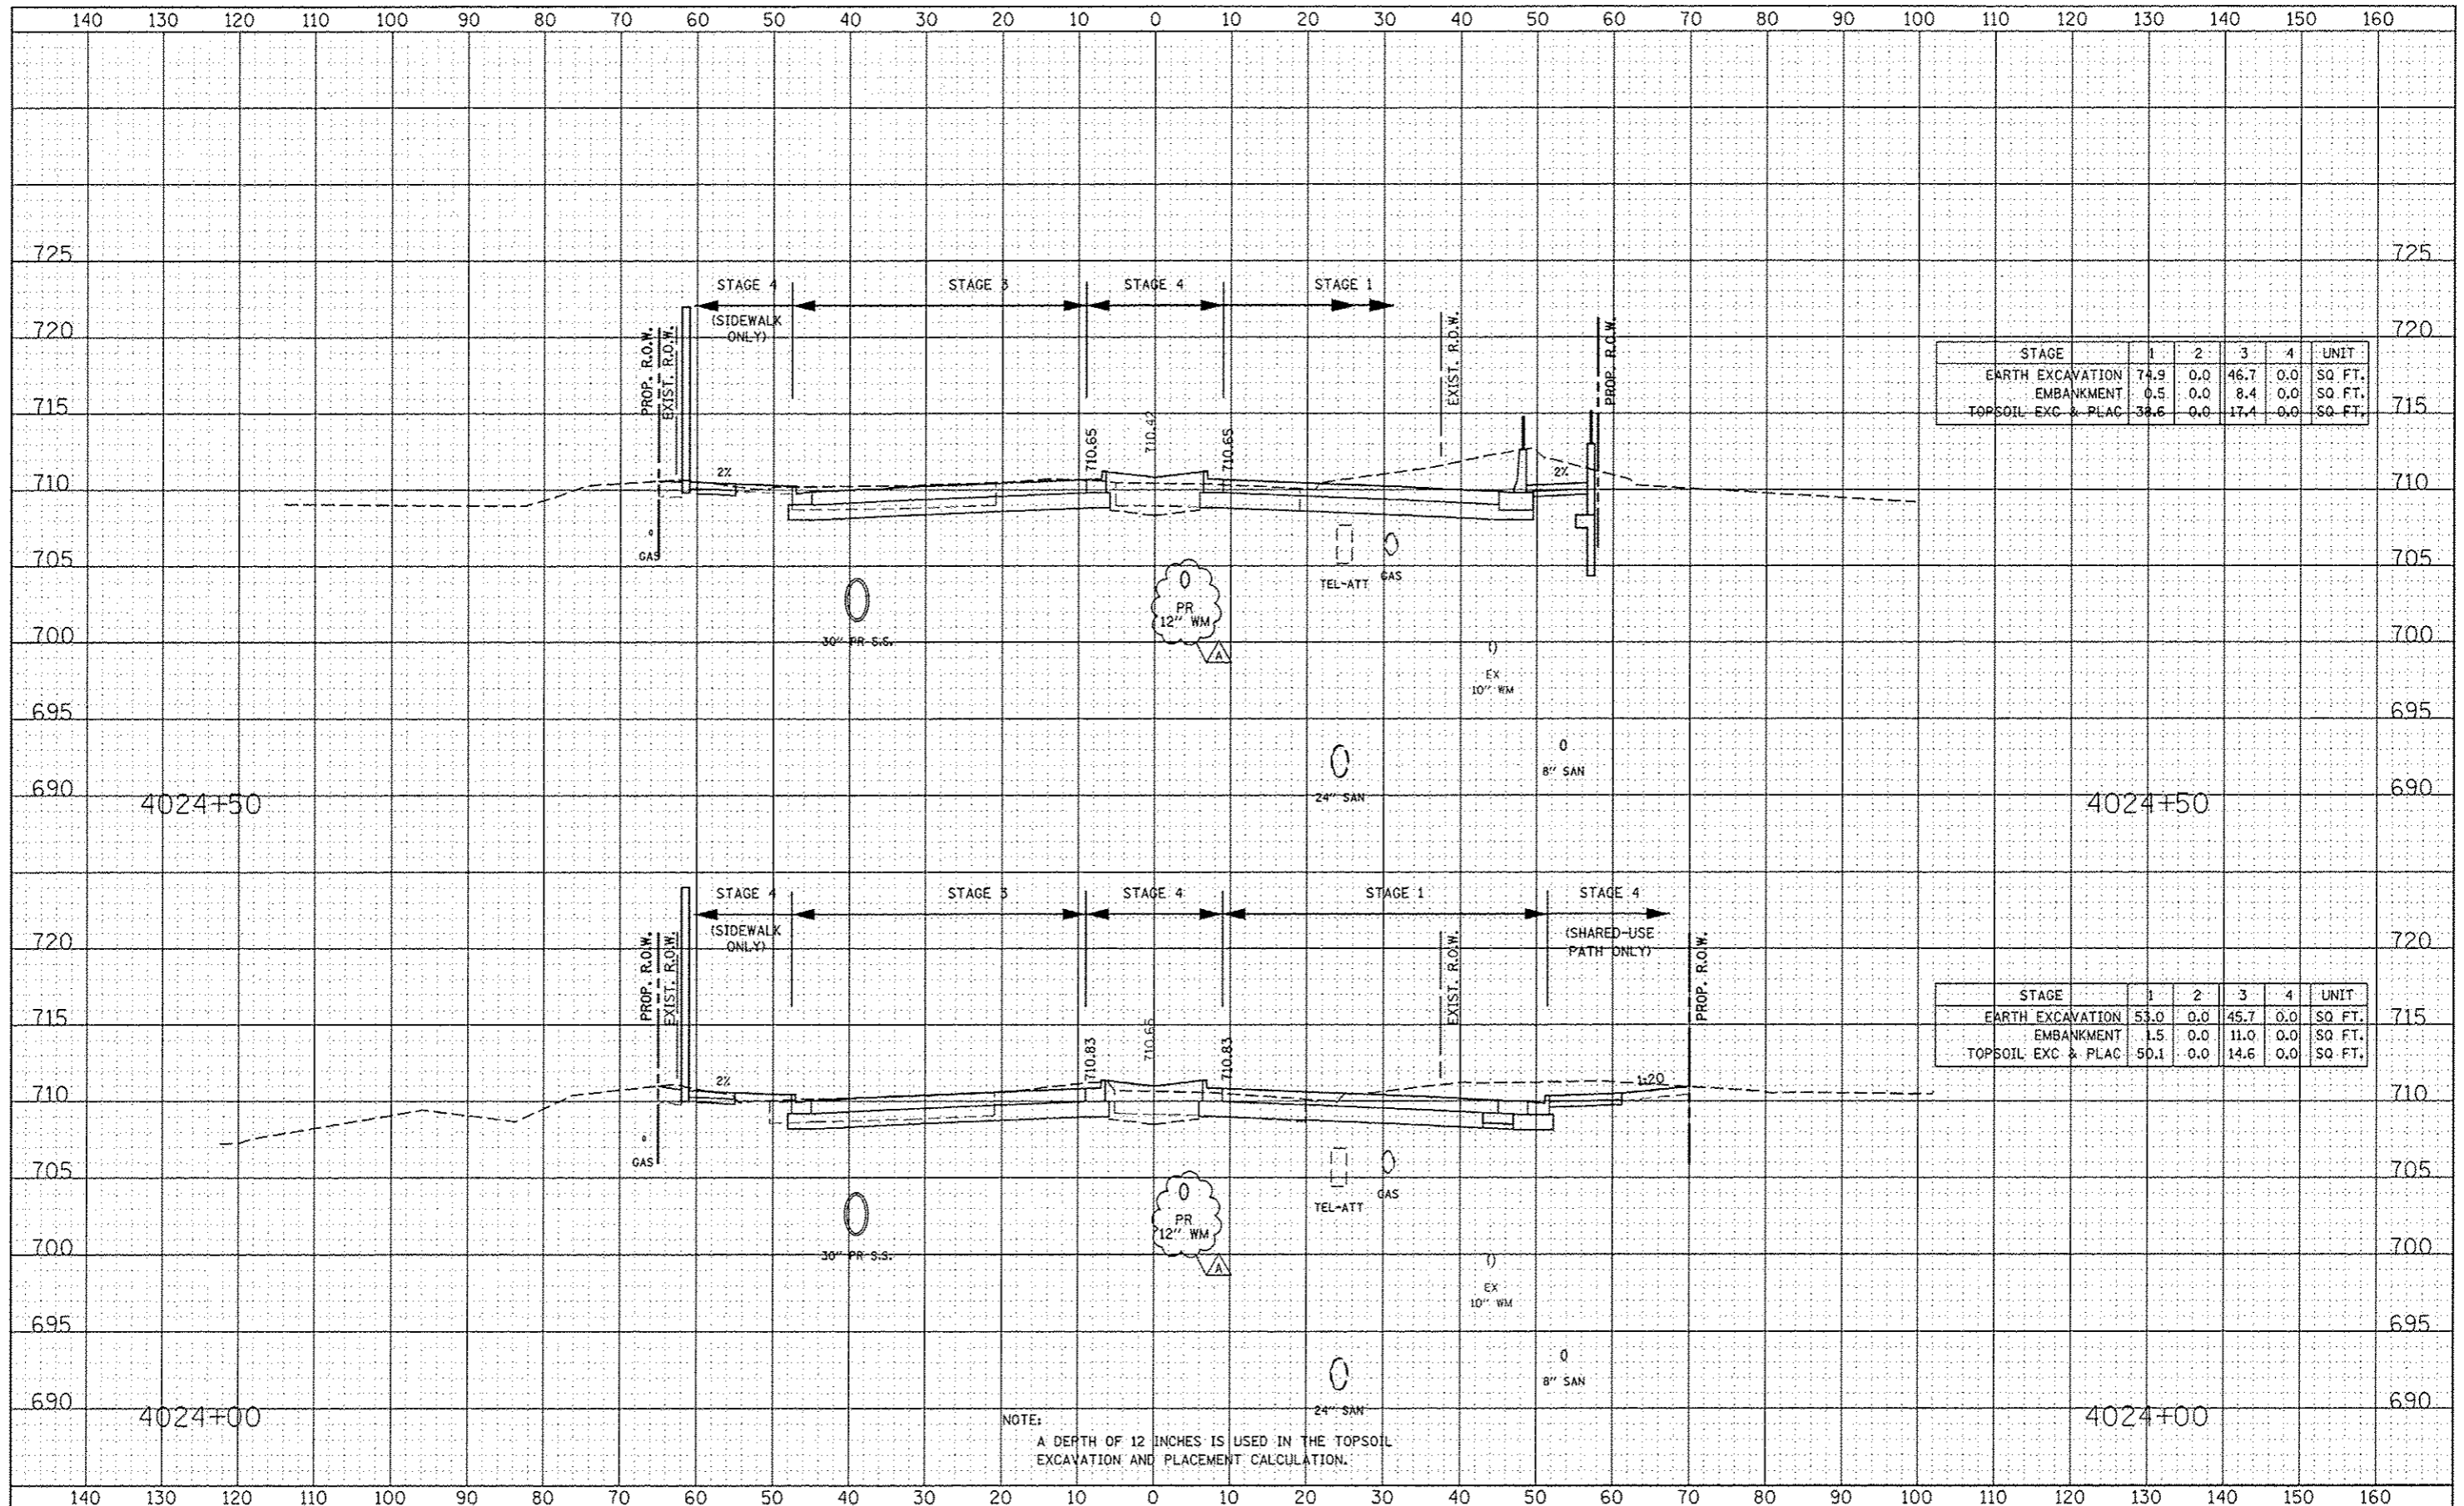 140 130 120 110 100 90 80 70 60 50 40 30 20 10 0 10 20 30 40 50 60 70 80 90 100 110 120 130 140 150 160
725 725
STAGE 4 STAGE 3 STAGE 4 STAGE 1
(SIDEWALK ONLY)
720 720
PROP. R.O.W.
EXIST. R.O.W.
EXIST. R.O.W.
PROP. R.O.W.
STAGE 1 2 3 4 UNIT
EARTH EXCAVATION 74.9 0.0 46.7 0.0 SQ FT.
EMBANKMENT 0.5 0.0 8.4 0.0 SQ FT.
TOPSOIL EXC & PLAC 38.6 0.0 17.4 0.0 SQ FT.
715 715
710.65 710.42 710.65
2% 2%
710 710
GAS
705 705
TEL-ATT GAS
PR
12" WM
A
30" PR S.S.
700 700
EX
10" WM
695 695
8" SAN
24" SAN
690 690
4024+50 4024+50
STAGE 4 STAGE 3 STAGE 4 STAGE 1 STAGE 4
(SIDEWALK ONLY)
(SHARED-USE PATH ONLY)
720 720
PROP. R.O.W.
EXIST. R.O.W.
EXIST. R.O.W.
PROP. R.O.W.
STAGE 1 2 3 4 UNIT
EARTH EXCAVATION 53.0 0.0 45.7 0.0 SQ FT.
EMBANKMENT 1.5 0.0 11.0 0.0 SQ FT.
TOPSOIL EXC & PLAC 50.1 0.0 14.6 0.0 SQ FT.
715 715
710.83 710.83
2% 1:20
710 710
GAS
705 705
TEL-ATT GAS
PR
12" WM
A
30" PR S.S.
700 700
EX
10" WM
695 695
8" SAN
24" SAN
690 690
4024+00 4024+00
NOTE:
A DEPTH OF 12 INCHES IS USED IN THE TOPSOIL
EXCAVATION AND PLACEMENT CALCULATION.
140 130 120 110 100 90 80 70 60 50 40 30 20 10 0 10 20 30 40 50 60 70 80 90 100 110 120 130 140 150 160